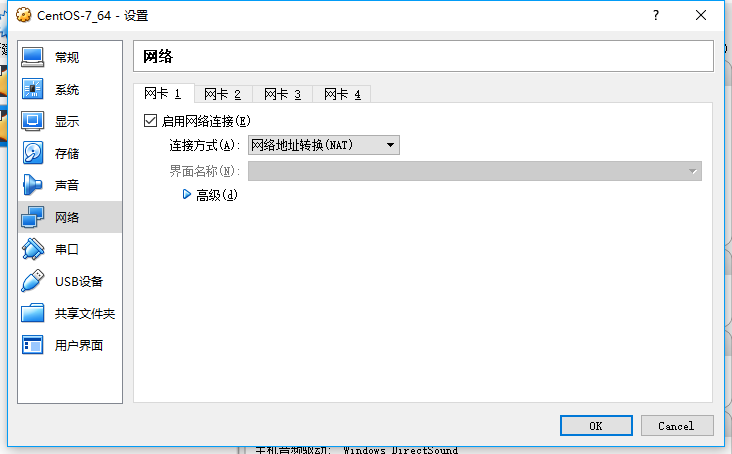 CentOS-7_64 - 设置
常规
系统
显示
存储
声音
网络
串口
USB设备
共享文件夹
用户界面
网络
网卡 1 网卡 2 网卡 3 网卡 4
启用网络连接(E)
连接方式(A): 网络地址转换(NAT)
界面名称(N):
高级(d)
OK Cancel
主机音频驱动: Windows DirectSound